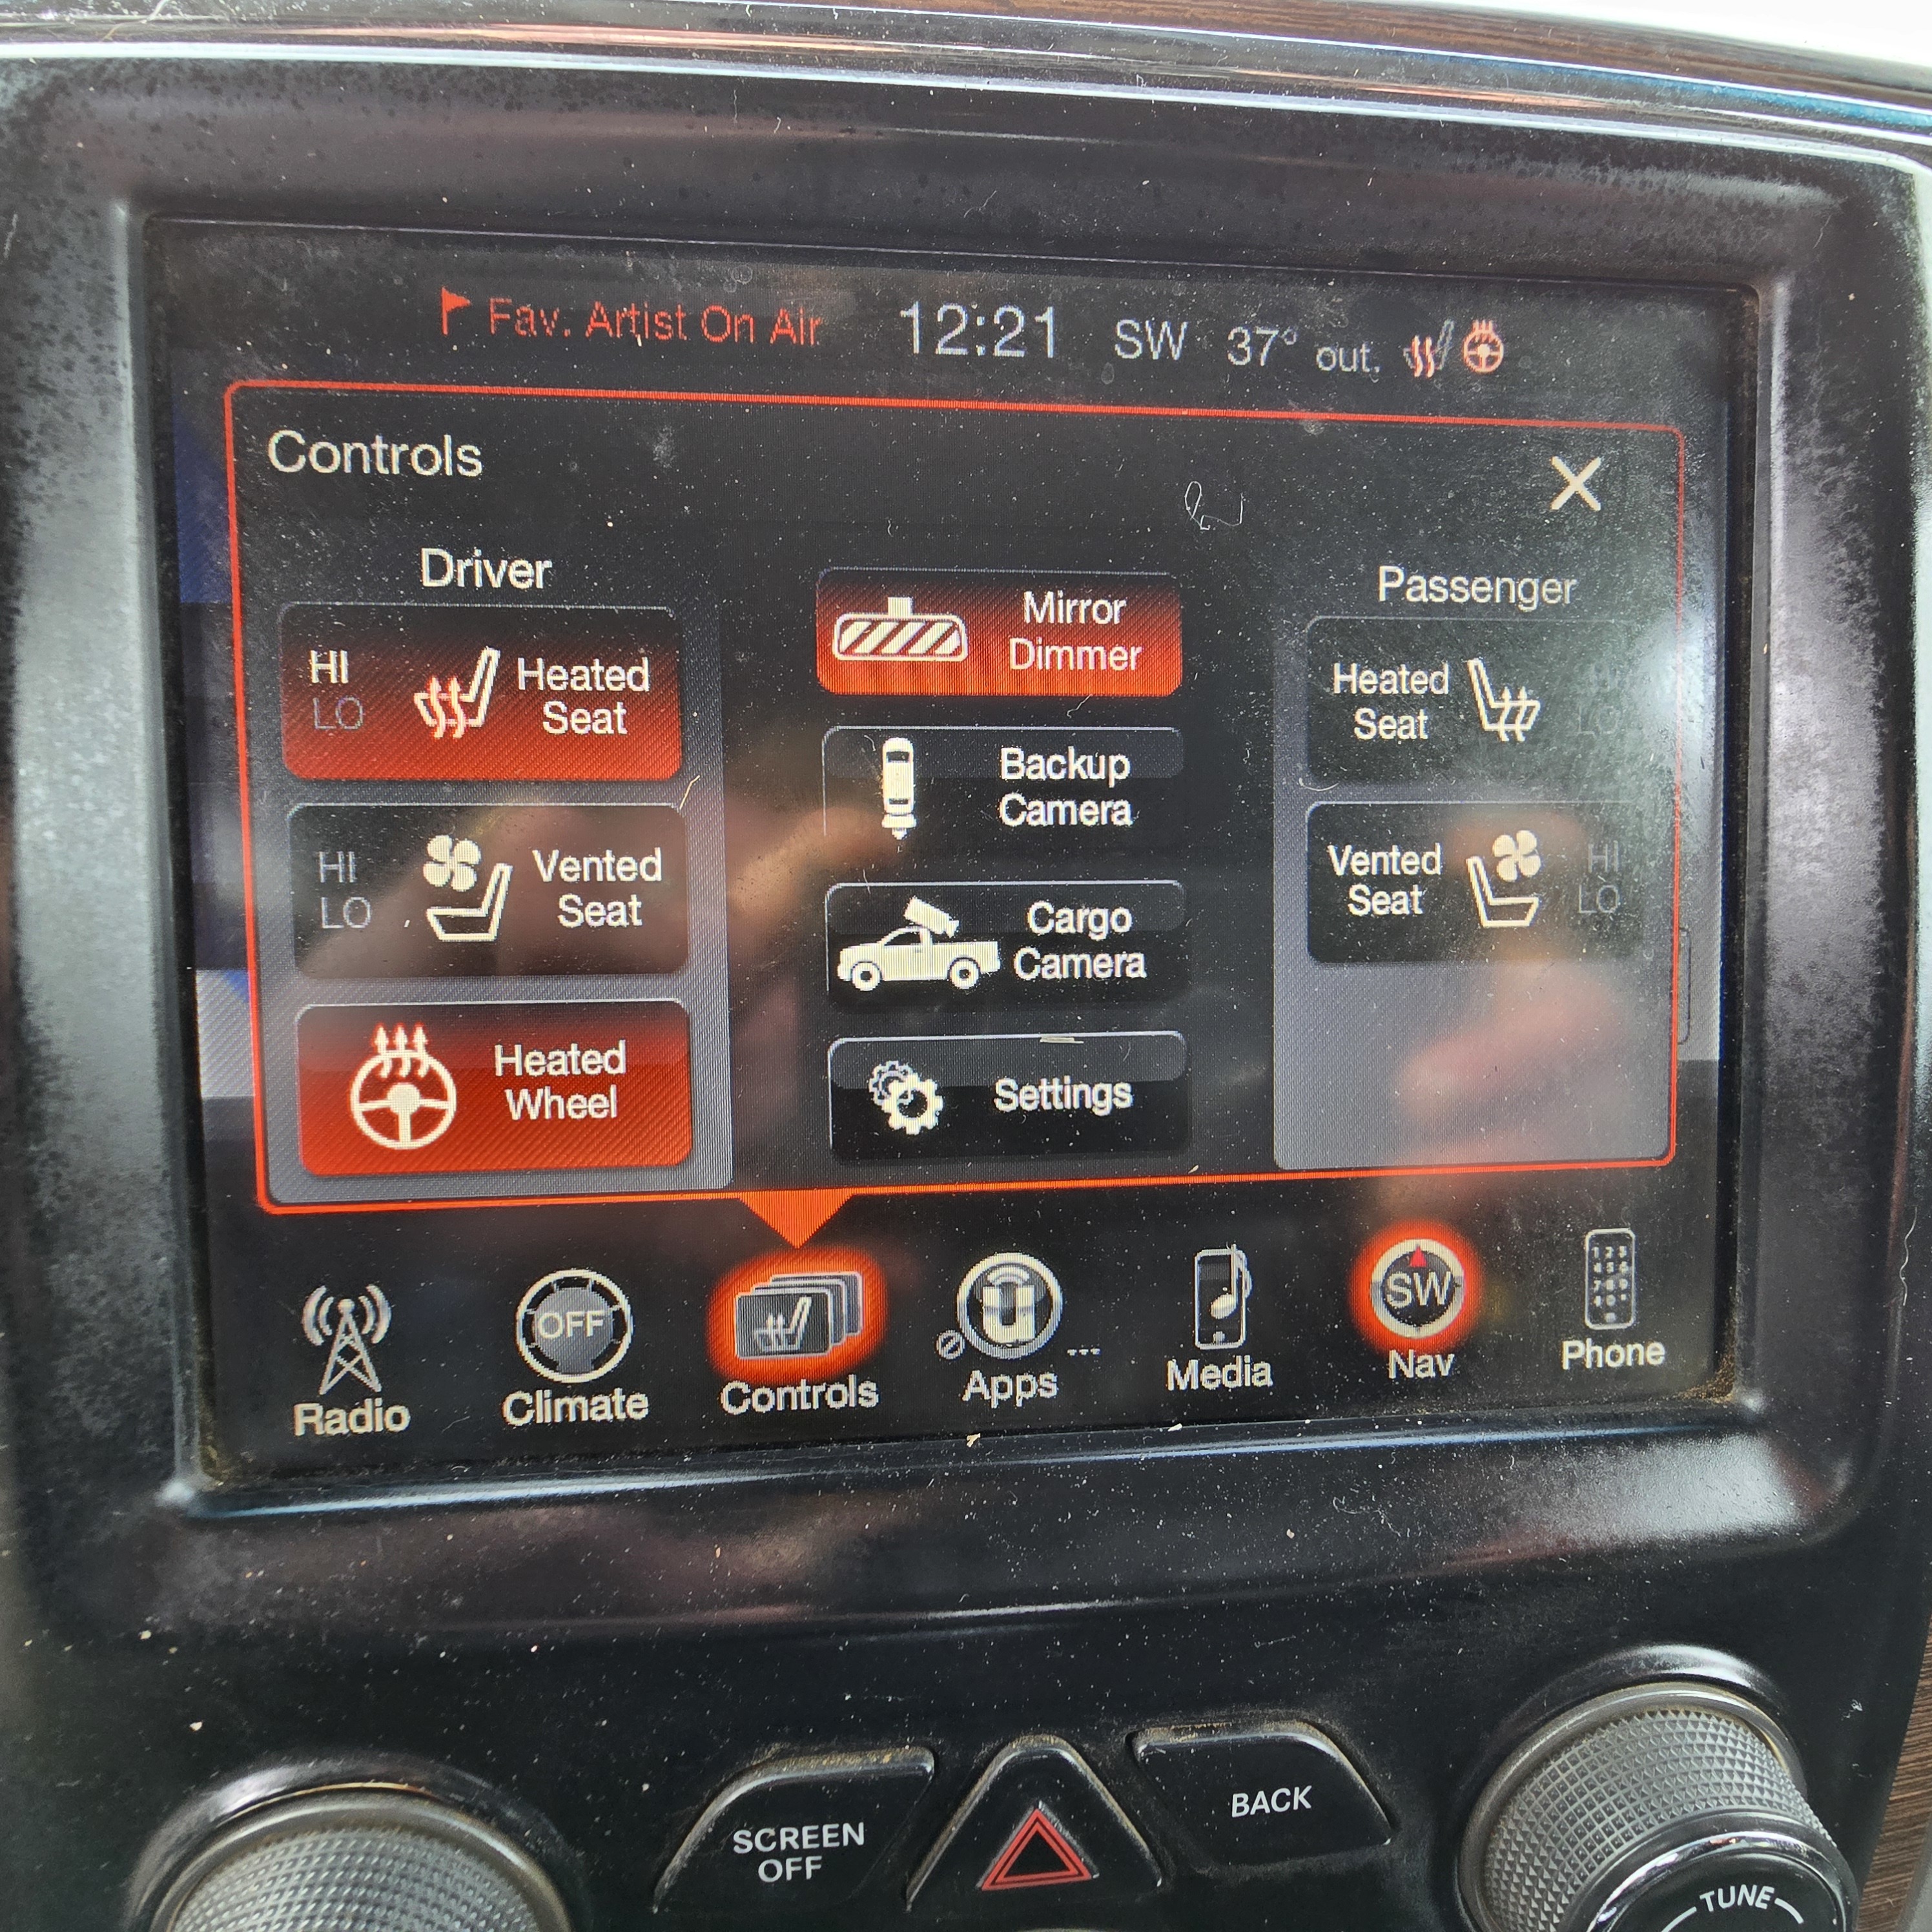 Fav. Artist On Air 12:21 SW 37° out.
Controls
Driver
HI
LO
Heated
Seat
HI
LO
Vented
Seat
Heated
Wheel
Mirror
Dimmer
Backup
Camera
Cargo
Camera
Settings
Passenger
Heated
Seat
LO
Vented
Seat
HI
LO
Radio
OFF
Climate
Controls
Apps
Media
SW
Nav
Phone
SCREEN
OFF
BACK
TUNE